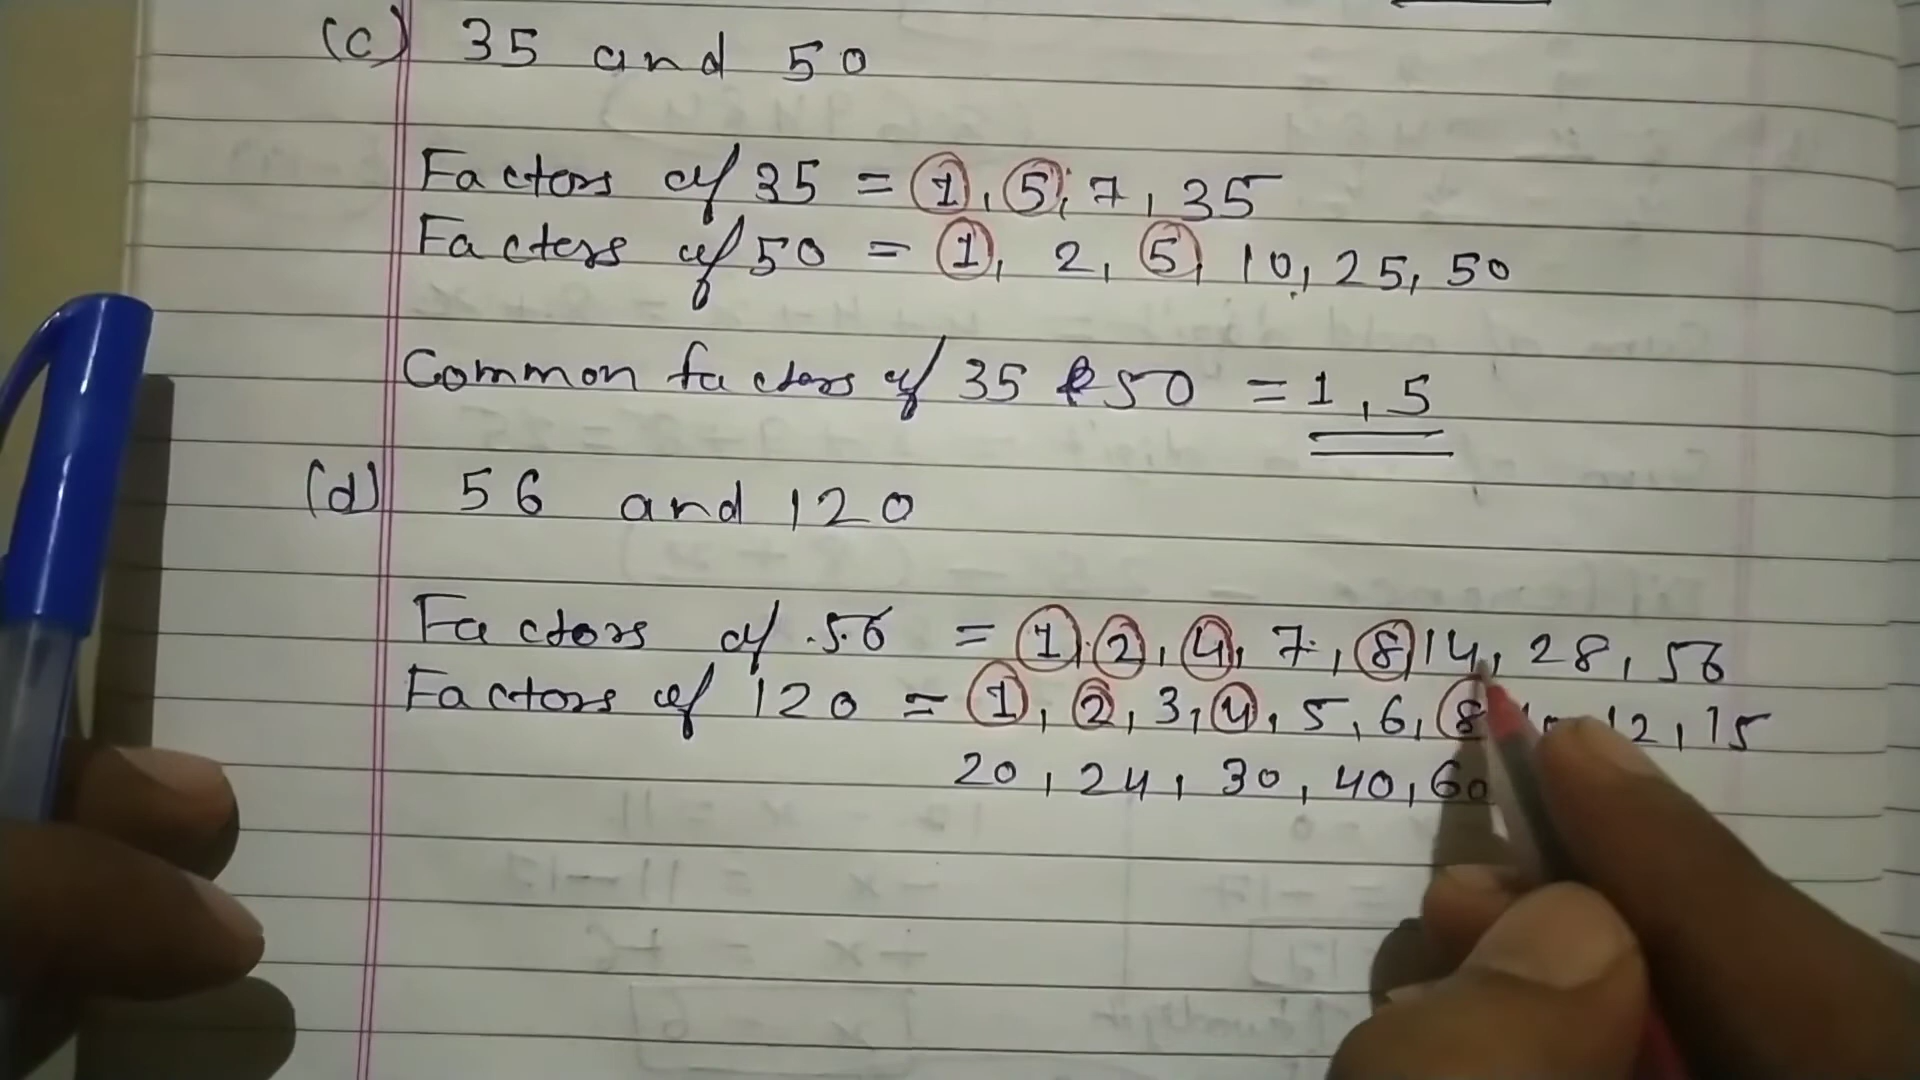 (c) 35 and 50
Factors of 35 = 1, 5, 7, 35
Factors of 50 = 1, 2, 5, 10, 25, 50
Common factors of 35 & 50 = 1, 5
(d) 56 and 120
Factors of 56 = 1, 2, 4, 7, 8, 14, 28, 56
Factors of 120 = 1, 2, 3, 4, 5, 6, 8 12, 15
20, 24, 30, 40, 60